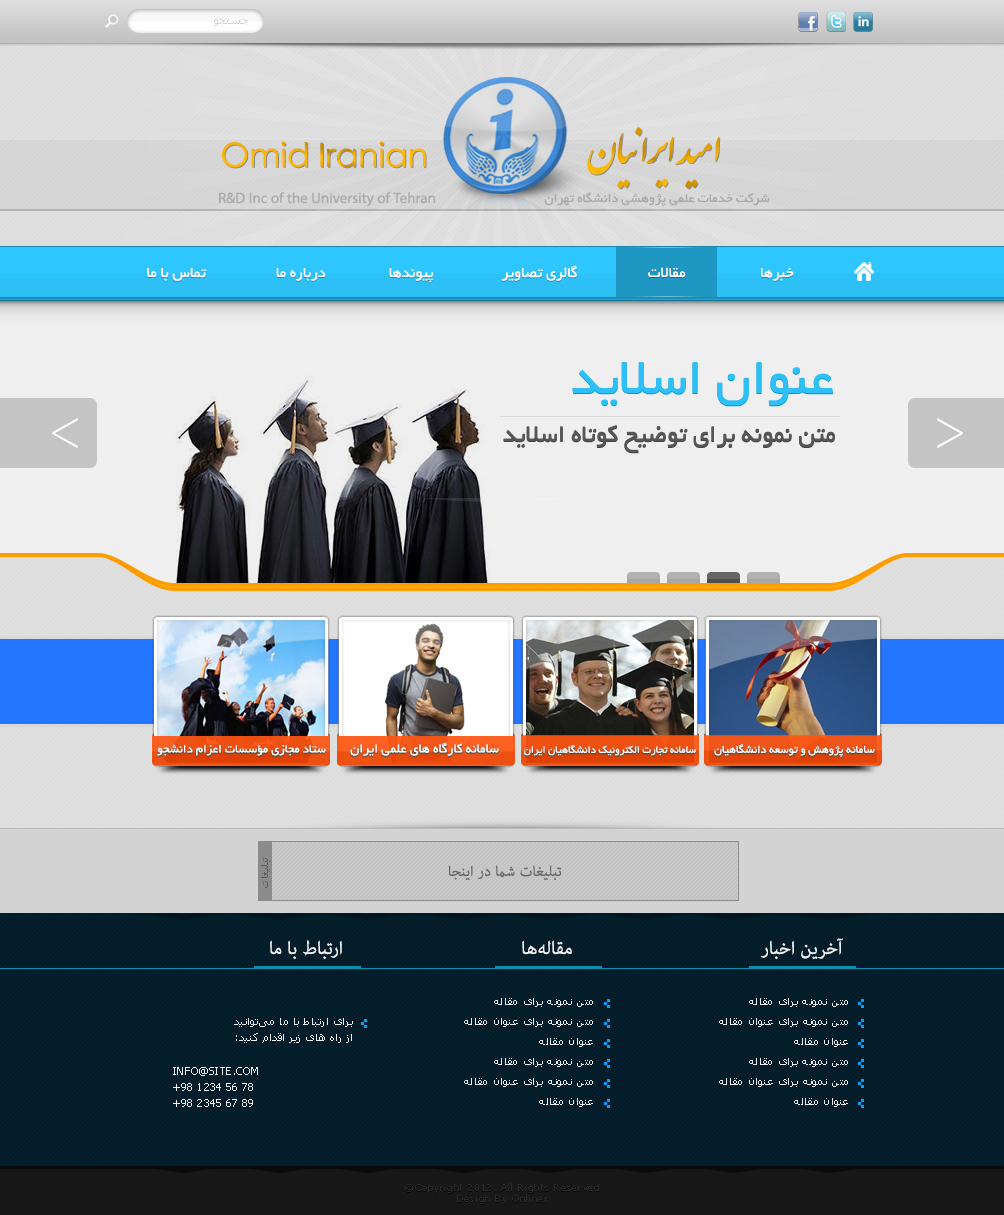 جستجو
Omid Iranian
امید ایرانیان
R&D Inc of the University of Tehran
شرکت خدمات علمی پژوهشی دانشگاه تهران
خبرها
مقالات
گالری تصاویر
پیوندها
درباره ما
تماس با ما
عنوان اسلاید
متن نمونه برای توضیح کوتاه اسلاید
سامانه پژوهش و توسعه دانشگاهیان
سامانه تجارت الکترونیک دانشگاهیان ایران
سامانه کارگاه های علمی ایران
ستاد مجازی مؤسسات اعزام دانشجو
تبلیغات شما در اینجا
تبلیغات
آخرین اخبار
متن نمونه برای مقاله
متن نمونه برای عنوان مقاله
عنوان مقاله
متن نمونه برای مقاله
متن نمونه برای عنوان مقاله
عنوان مقاله
مقاله‌ها
متن نمونه برای مقاله
متن نمونه برای عنوان مقاله
عنوان مقاله
متن نمونه برای مقاله
متن نمونه برای عنوان مقاله
عنوان مقاله
ارتباط با ما
برای ارتباط با ما می‌توانید
از راه های زیر اقدام کنید:
INFO@SITE.COM
+98 1234 56 78
+98 2345 67 89
©Copyright 2012. All Rights Reserved
Design By Onliner